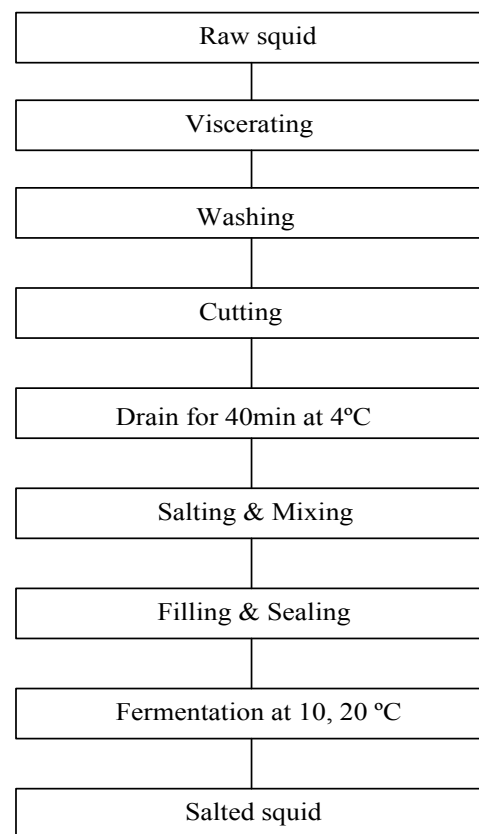 Raw squid
Viscerating
Washing
Cutting
Drain for 40min at 4ºC
Salting & Mixing
Filling & Sealing
Fermentation at 10, 20 ºC
Salted squid